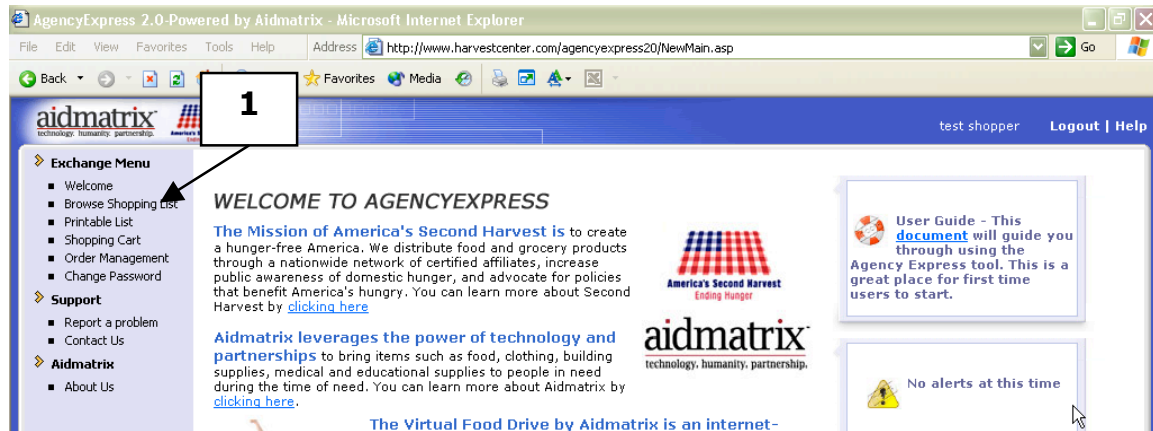 AgencyExpress 2.0-Powered by Aidmatrix - Microsoft Internet Explorer
File Edit View Favorites Tools Help Address http://www.harvestcenter.com/agencyexpress20/NewMain.asp Go
Back Favorites Media
1
aidmatrix
technology. humanity. partnership.
test shopper Logout | Help
Exchange Menu
Welcome
Browse Shopping List
Printable List
Shopping Cart
Order Management
Change Password
Support
Report a problem
Contact Us
Aidmatrix
About Us
WELCOME TO AGENCYEXPRESS
The Mission of America's Second Harvest is to create
a hunger-free America. We distribute food and grocery products
through a nationwide network of certified affiliates, increase
public awareness of domestic hunger, and advocate for policies
that benefit America's hungry. You can learn more about Second
Harvest by clicking here
Aidmatrix leverages the power of technology and
partnerships to bring items such as food, clothing, building
supplies, medical and educational supplies to people in need
during the time of need. You can learn more about Aidmatrix by
clicking here.
The Virtual Food Drive by Aidmatrix is an internet-
America's Second Harvest
Ending Hunger
aidmatrix
technology. humanity. partnership.
User Guide - This
document will guide you
through using the
Agency Express tool. This is a
great place for first time
users to start.
No alerts at this time